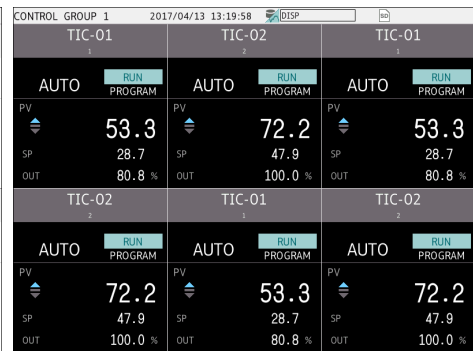 CONTROL GROUP 1 2017/04/13 13:19:58 DISP SD
TIC-01 TIC-02 TIC-01
1 2 1
AUTO RUN AUTO RUN AUTO RUN
PROGRAM PROGRAM PROGRAM
PV PV PV
53.3 72.2 53.3
SP 28.7 SP 47.9 SP 28.7
OUT 80.8 % OUT 100.0 % OUT 80.8 %
TIC-02 TIC-01 TIC-02
2 1 2
AUTO RUN AUTO RUN AUTO RUN
PROGRAM PROGRAM PROGRAM
PV PV PV
72.2 53.3 72.2
SP 47.9 SP 28.7 SP 47.9
OUT 100.0 % OUT 80.8 % OUT 100.0 %